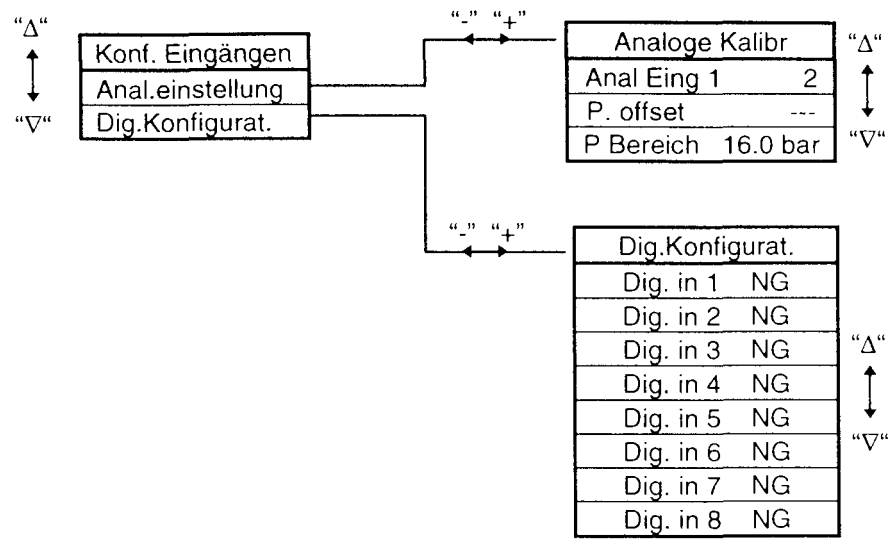 “Δ“
“∇“
Konf. Eingängen
Anal.einstellung
Dig.Konfigurat.
“-” “+”
Analoge Kalibr
Anal Eing 1 2
P. offset ---
P Bereich 16.0 bar
“Δ“
“∇“
“-” “+”
Dig.Konfigurat.
Dig. in 1 NG
Dig. in 2 NG
Dig. in 3 NG
Dig. in 4 NG
Dig. in 5 NG
Dig. in 6 NG
Dig. in 7 NG
Dig. in 8 NG
“Δ“
“∇“